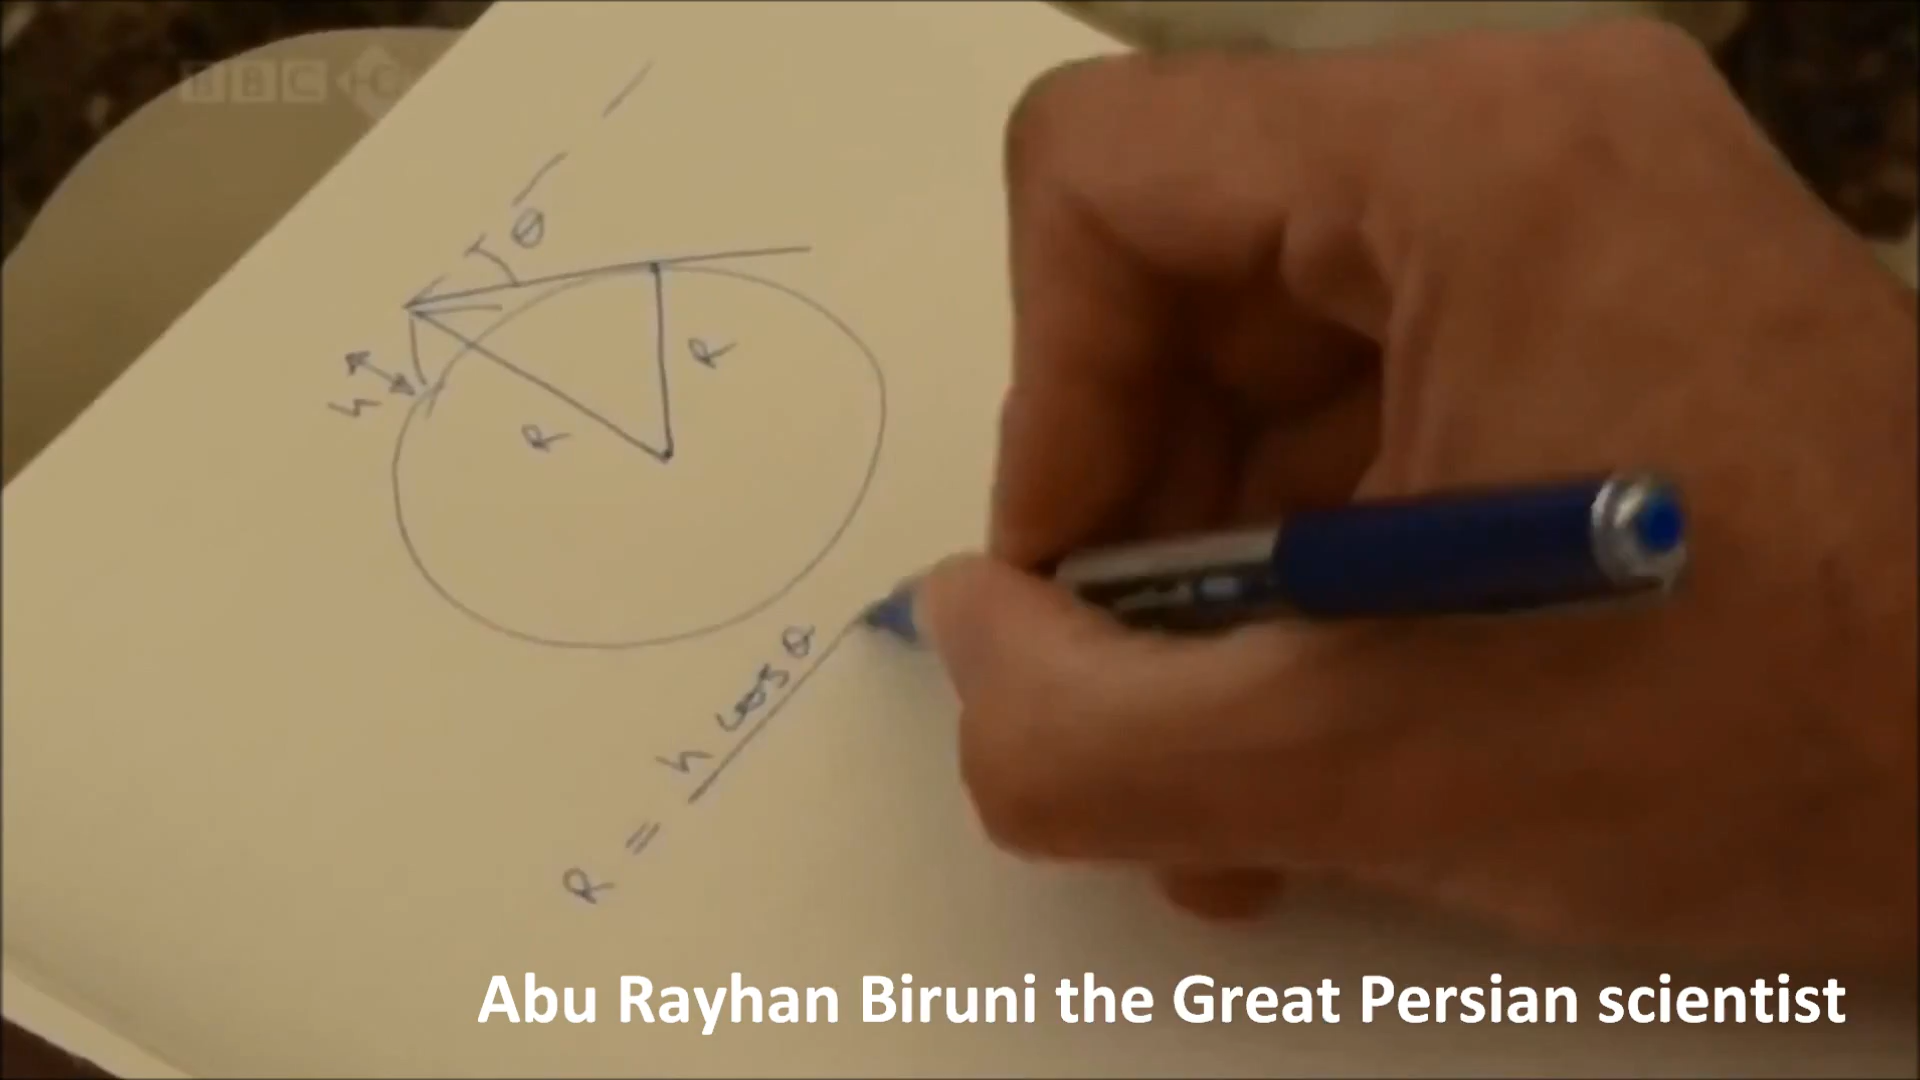 BBC
θ
R
h
R
R = h cos θ
Abu Rayhan Biruni the Great Persian scientist